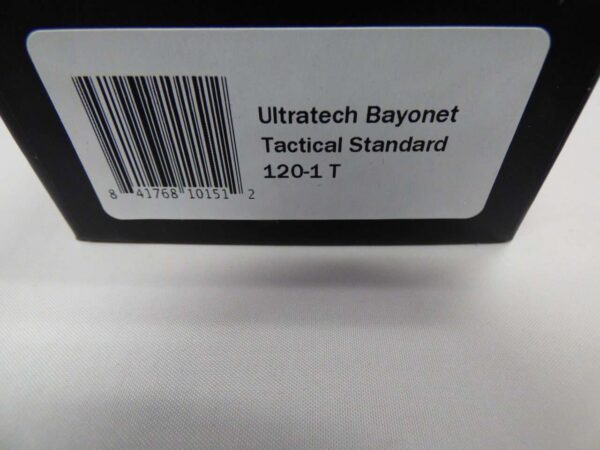 Ultratech Bayonet
Tactical Standard
120-1 T
8 41768 10151 2